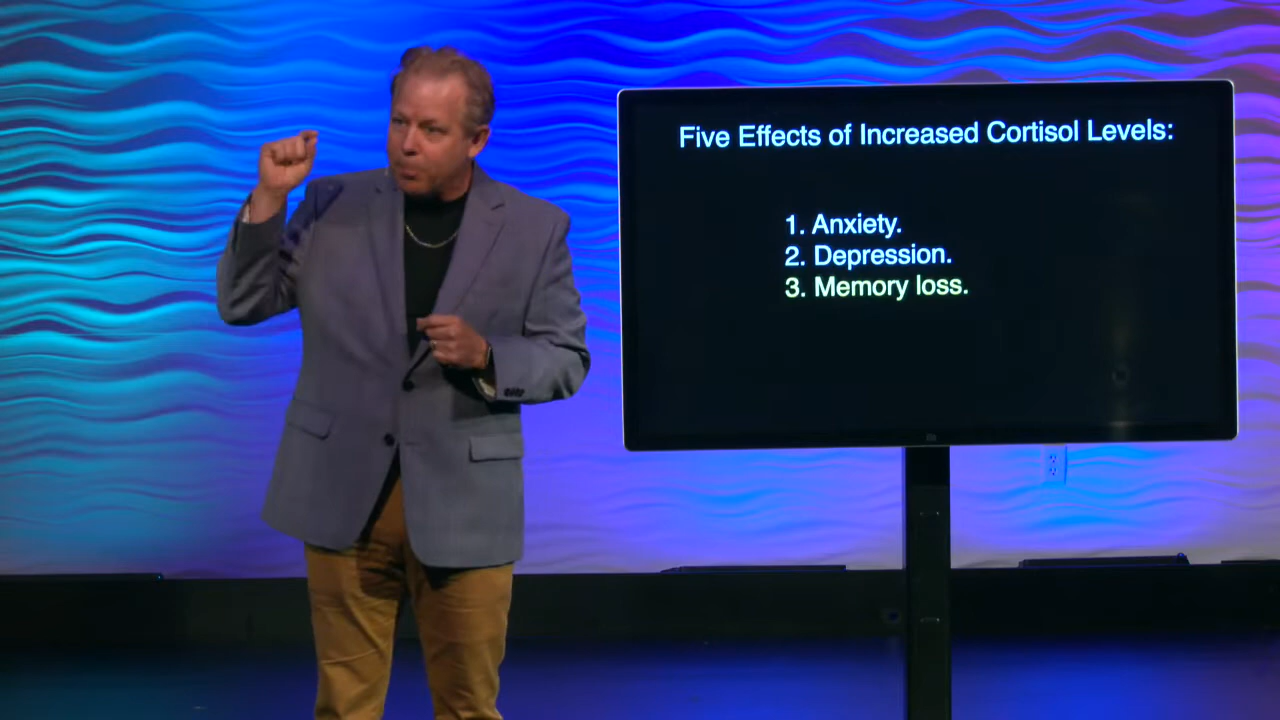 Five Effects of Increased Cortisol Levels:
1. Anxiety.
2. Depression.
3. Memory loss.